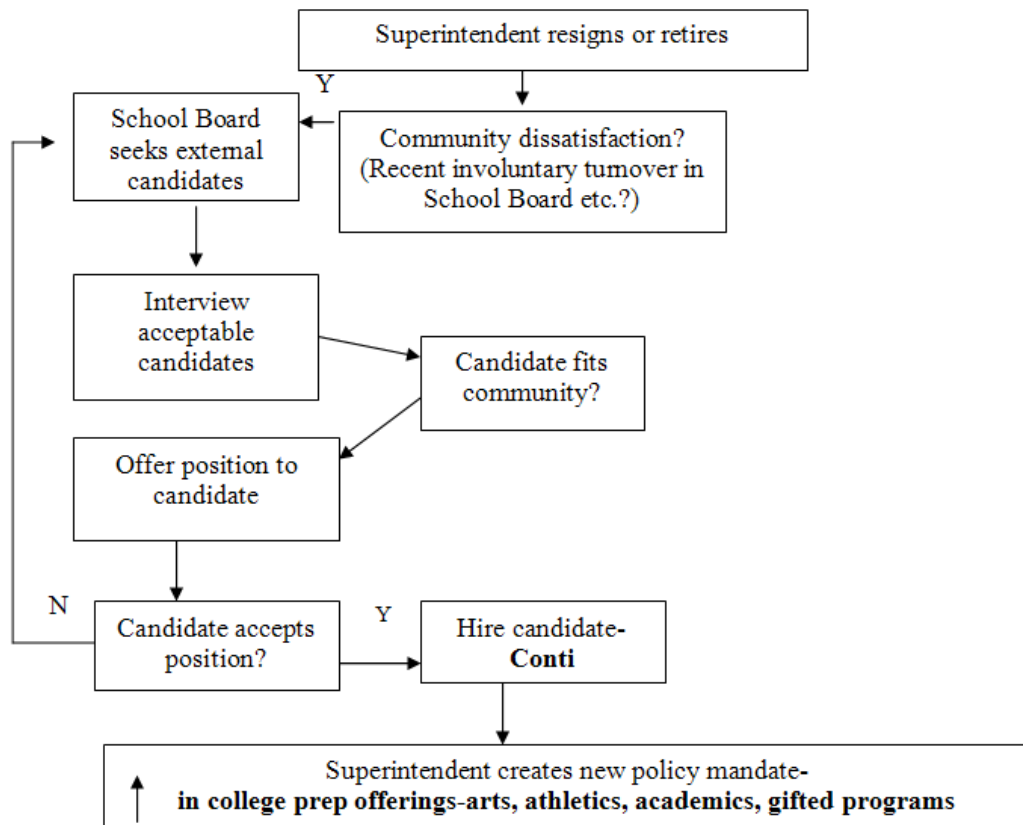 Superintendent resigns or retires
Y
School Board
seeks external
candidates
Community dissatisfaction?
(Recent involuntary turnover in
School Board etc.?)
Interview
acceptable
candidates
Candidate fits
community?
Offer position to
candidate
N
Candidate accepts
position?
Y
Hire candidate-
Conti
Superintendent creates new policy mandate-
in college prep offerings-arts, athletics, academics, gifted programs